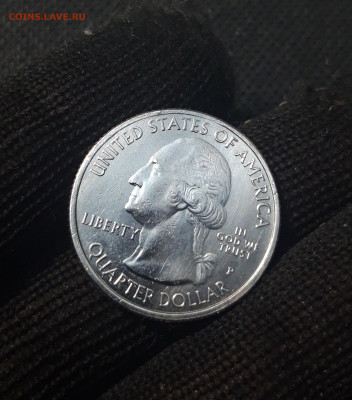 COINS.LAVE.RU
UNITED STATES OF AMERICA
LIBERTY
IN
GOD WE
TRUST
P
QUARTER DOLLAR